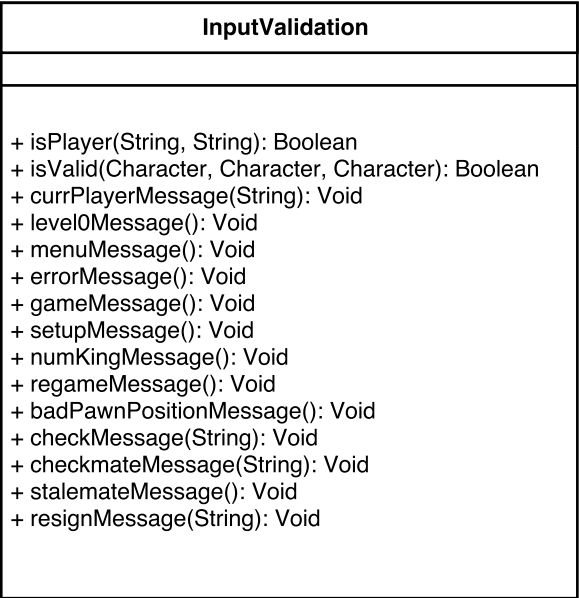 InputValidation
+ isPlayer(String, String): Boolean
+ isValid(Character, Character, Character): Boolean
+ currPlayerMessage(String): Void
+ level0Message(): Void
+ menuMessage(): Void
+ errorMessage(): Void
+ gameMessage(): Void
+ setupMessage(): Void
+ numKingMessage(): Void
+ regameMessage(): Void
+ badPawnPositionMessage(): Void
+ checkMessage(String): Void
+ checkmateMessage(String): Void
+ stalemateMessage(): Void
+ resignMessage(String): Void